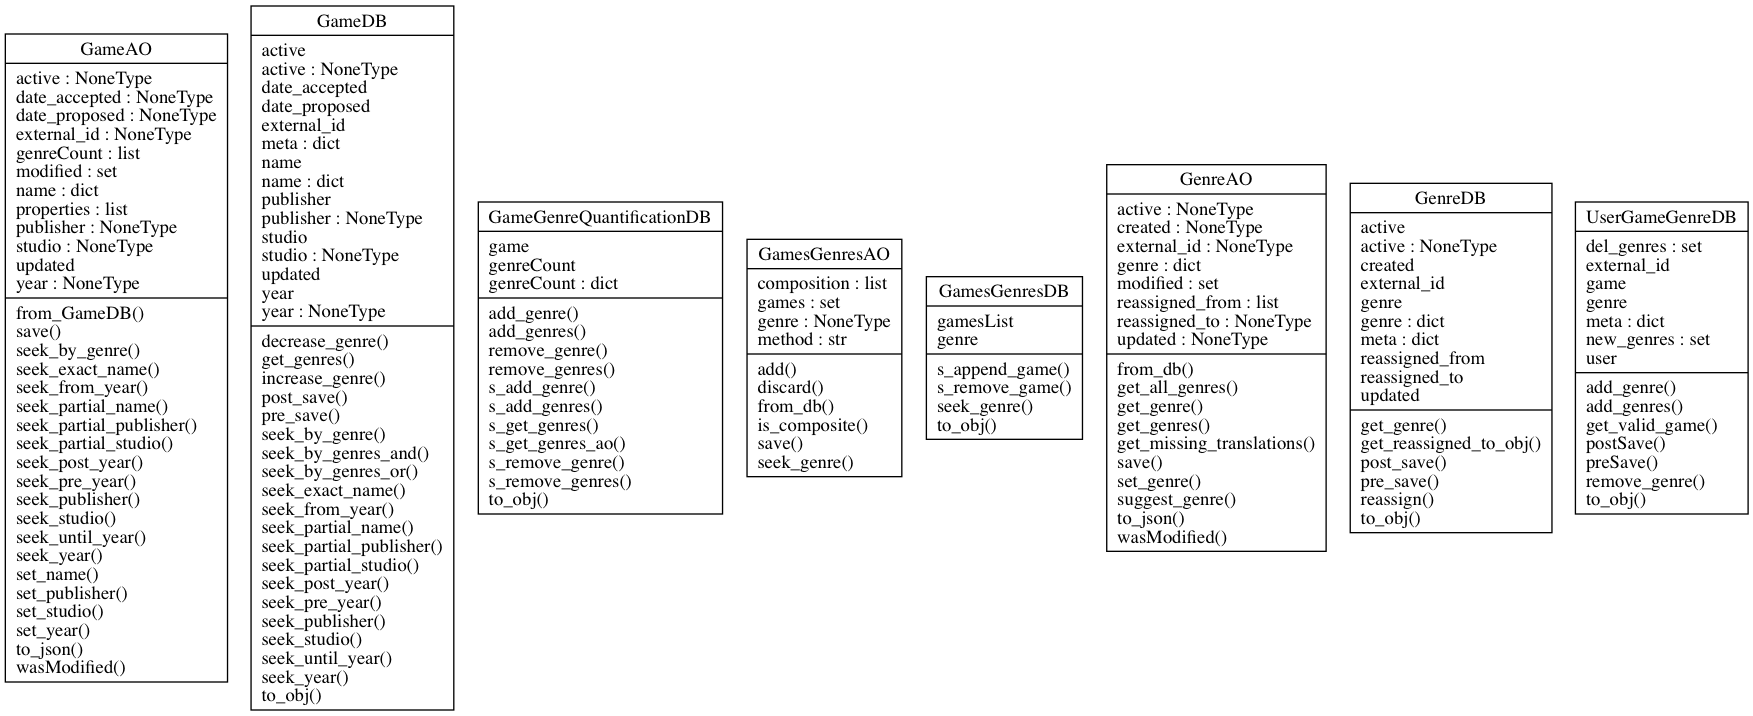 GameAO
active : NoneType
date_accepted : NoneType
date_proposed : NoneType
external_id : NoneType
genreCount : list
modified : set
name : dict
properties : list
publisher : NoneType
studio : NoneType
updated
year : NoneType
from_GameDB()
save()
seek_by_genre()
seek_exact_name()
seek_from_year()
seek_partial_name()
seek_partial_publisher()
seek_partial_studio()
seek_post_year()
seek_pre_year()
seek_publisher()
seek_studio()
seek_until_year()
seek_year()
set_name()
set_publisher()
set_studio()
set_year()
to_json()
wasModified()
GameDB
active
active : NoneType
date_accepted
date_proposed
external_id
meta : dict
name
name : dict
publisher
publisher : NoneType
studio
studio : NoneType
updated
year
year : NoneType
decrease_genre()
get_genres()
increase_genre()
post_save()
pre_save()
seek_by_genre()
seek_by_genres_and()
seek_by_genres_or()
seek_exact_name()
seek_from_year()
seek_partial_name()
seek_partial_publisher()
seek_partial_studio()
seek_post_year()
seek_pre_year()
seek_publisher()
seek_studio()
seek_until_year()
seek_year()
to_obj()
GameGenreQuantificationDB
game
genreCount
genreCount : dict
add_genre()
add_genres()
remove_genre()
remove_genres()
s_add_genre()
s_add_genres()
s_get_genres()
s_get_genres_ao()
s_remove_genre()
s_remove_genres()
to_obj()
GamesGenresAO
composition : list
games : set
genre : NoneType
method : str
add()
discard()
from_db()
is_composite()
save()
seek_genre()
GamesGenresDB
gamesList
genre
s_append_game()
s_remove_game()
seek_genre()
to_obj()
GenreAO
active : NoneType
created : NoneType
external_id : NoneType
genre : dict
modified : set
reassigned_from : list
reassigned_to : NoneType
updated : NoneType
from_db()
get_all_genres()
get_genre()
get_genres()
get_missing_translations()
save()
set_genre()
suggest_genre()
to_json()
wasModified()
GenreDB
active
active : NoneType
created
external_id
genre
genre : dict
meta : dict
reassigned_from
reassigned_to
updated
get_genre()
get_reassigned_to_obj()
post_save()
pre_save()
reassign()
to_obj()
UserGameGenreDB
del_genres : set
external_id
game
genre
meta : dict
new_genres : set
user
add_genre()
add_genres()
get_valid_game()
postSave()
preSave()
remove_genre()
to_obj()